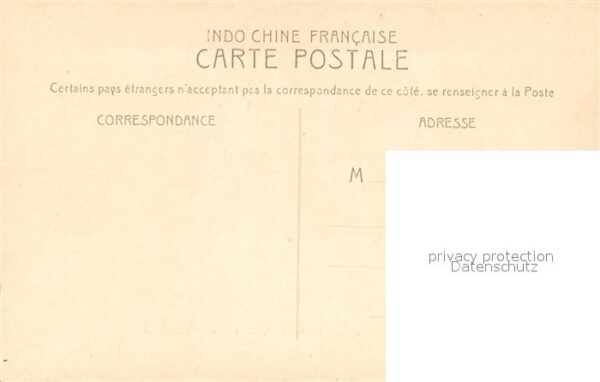 INDO CHINE FRANÇAISE
CARTE POSTALE
Certains pays étrangers n'acceptent pas la correspondance de ce côté, se renseigner à la Poste
CORRESPONDANCE
ADRESSE
M
privacy protection
Datenschutz